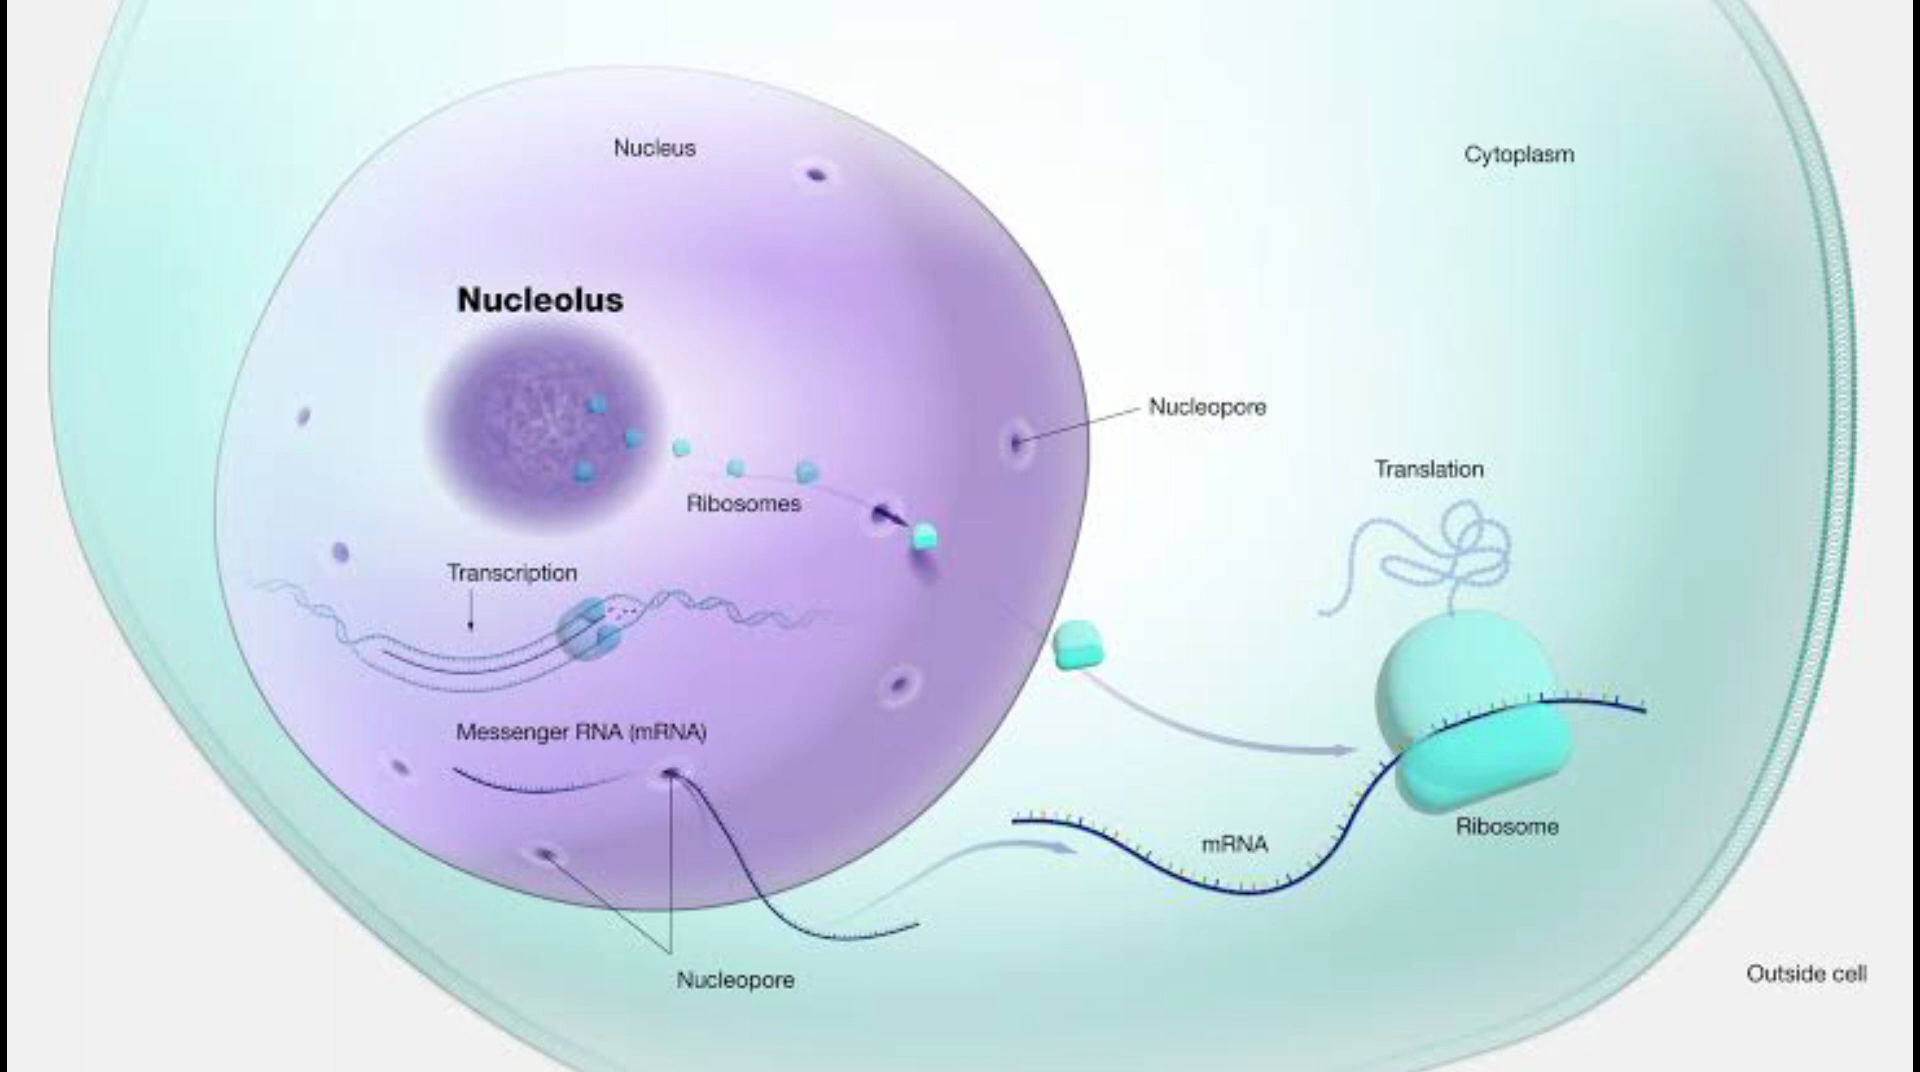 Nucleus
Cytoplasm
Nucleolus
Nucleopore
Translation
Ribosomes
Transcription
Messenger RNA (mRNA)
Ribosome
mRNA
Outside cell
Nucleopore